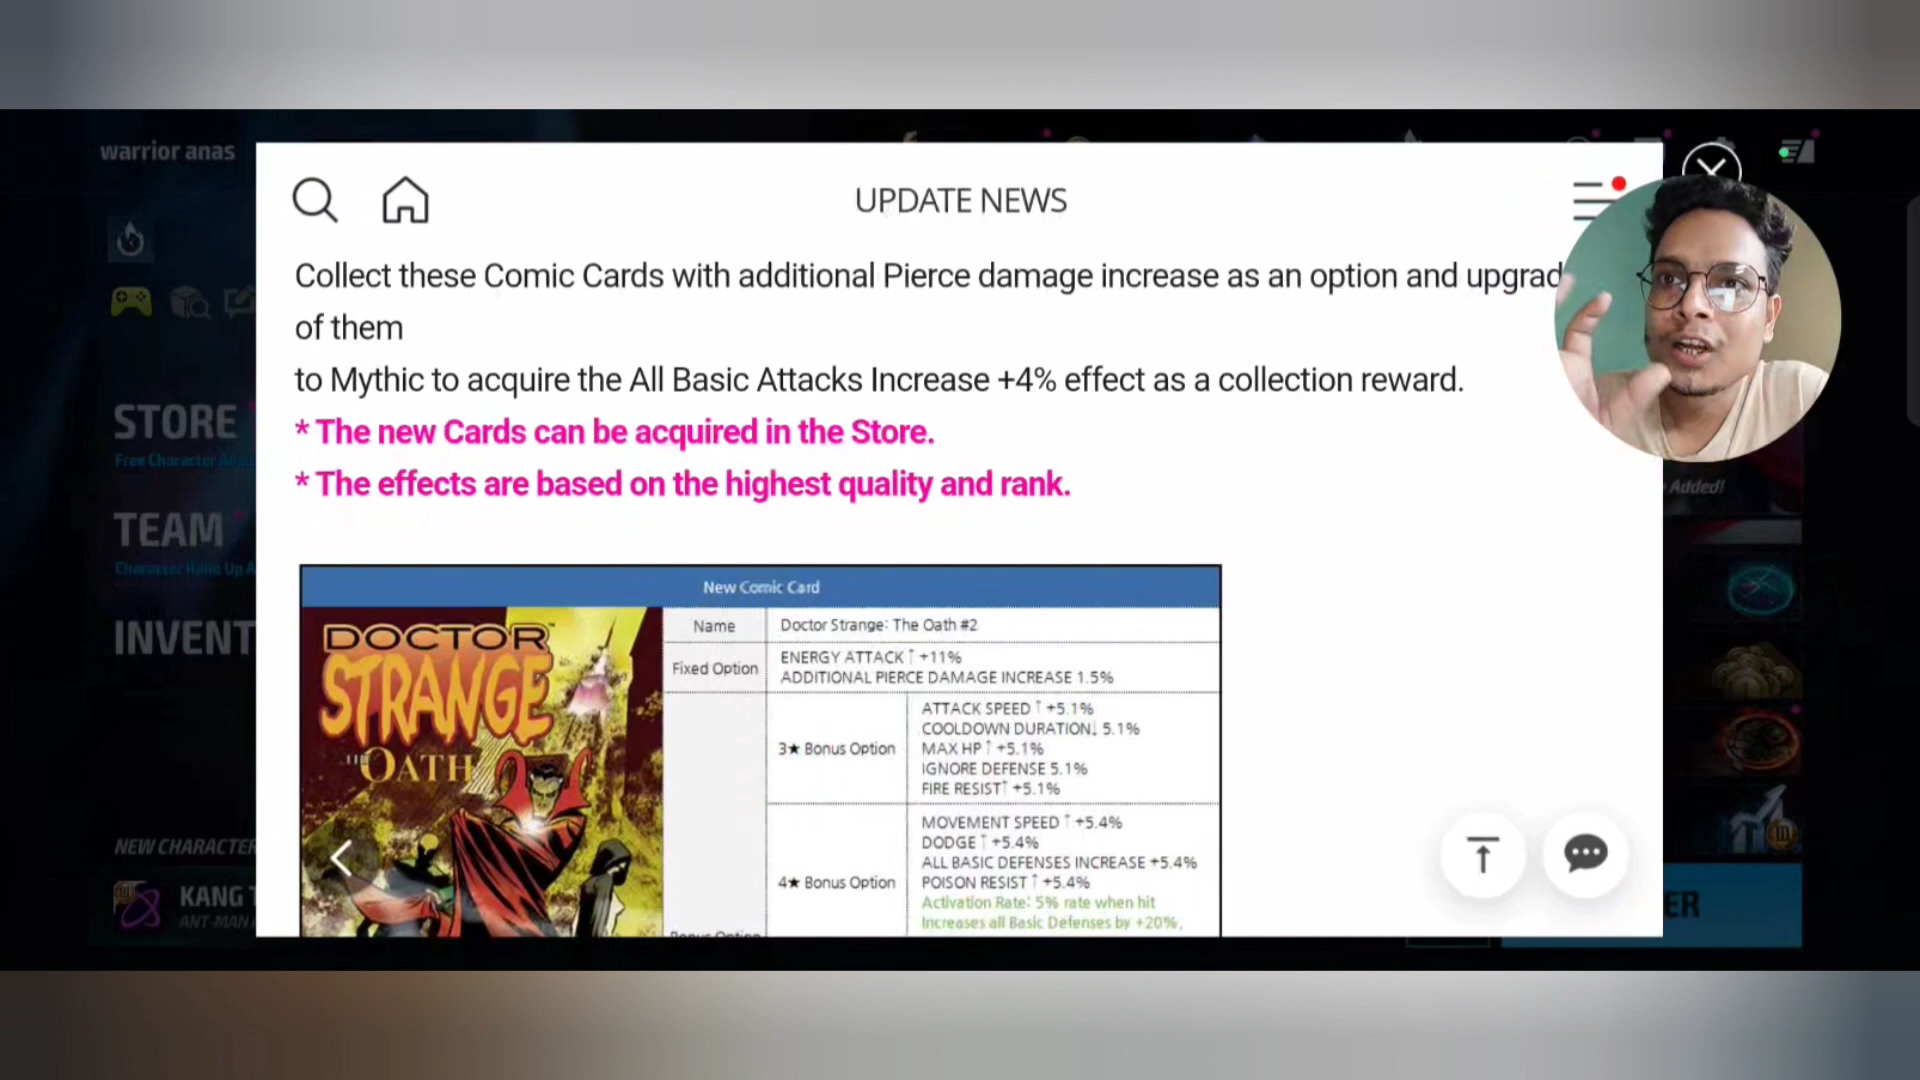 warrior anas
UPDATE NEWS
Collect these Comic Cards with additional Pierce damage increase as an option and upgrad
of them
to Mythic to acquire the All Basic Attacks Increase +4% effect as a collection reward.
* The new Cards can be acquired in the Store.
* The effects are based on the highest quality and rank.
STORE
Free Character
TEAM
Character Rank Up A
INVENT
NEW CHARACTER
KANG T
ANT-MAN
Added!
ER
New Comic Card
DOCTOR
STRANGE
THE OATH
Name
Doctor Strange: The Oath #2
Fixed Option
ENERGY ATTACK↑ +11%
ADDITIONAL PIERCE DAMAGE INCREASE 1.5%
3★ Bonus Option
ATTACK SPEED↑ +5.1%
COOLDOWN DURATION↓ 5.1%
MAX HP↑ +5.1%
IGNORE DEFENSE 5.1%
FIRE RESIST↑ +5.1%
4★ Bonus Option
MOVEMENT SPEED↑ +5.4%
DODGE↑ +5.4%
ALL BASIC DEFENSES INCREASE +5.4%
POISON RESIST↑ +5.4%
Activation Rate: 5% rate when hit
Increases all Basic Defenses by +20%,
Bonus Option